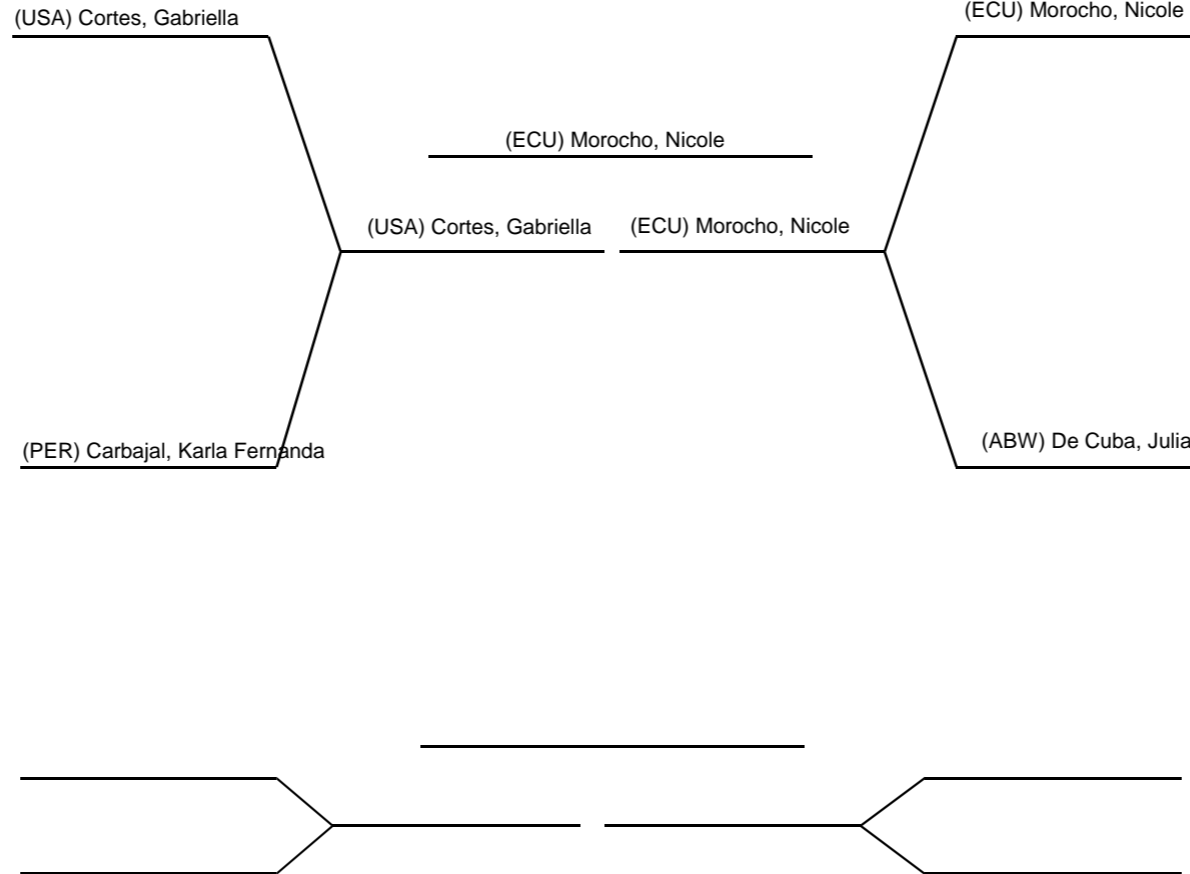 (USA) Cortes, Gabriella
(ECU) Morocho, Nicole
(ECU) Morocho, Nicole
(USA) Cortes, Gabriella
(ECU) Morocho, Nicole
(PER) Carbajal, Karla Fernanda
(ABW) De Cuba, Julia